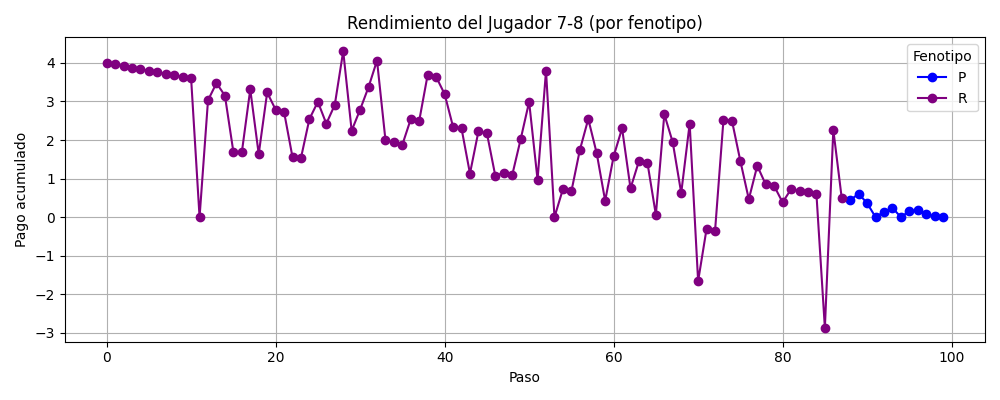 Rendimiento del Jugador 7-8 (por fenotipo)
Pago acumulado
4
3
2
1
0
−1
−2
−3
Fenotipo
P
R
0
20
40
60
80
100
Paso